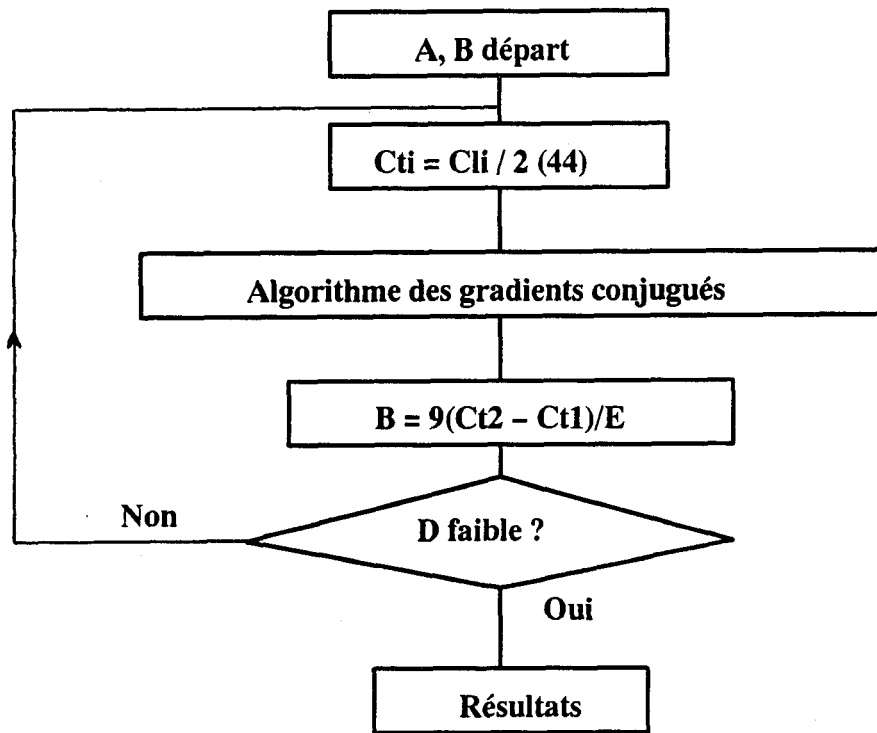 A, B départ
Cti = Cli / 2 (44)
Algorithme des gradients conjugués
B = 9(Ct2 – Ct1)/E
Non
D faible ?
Oui
Résultats